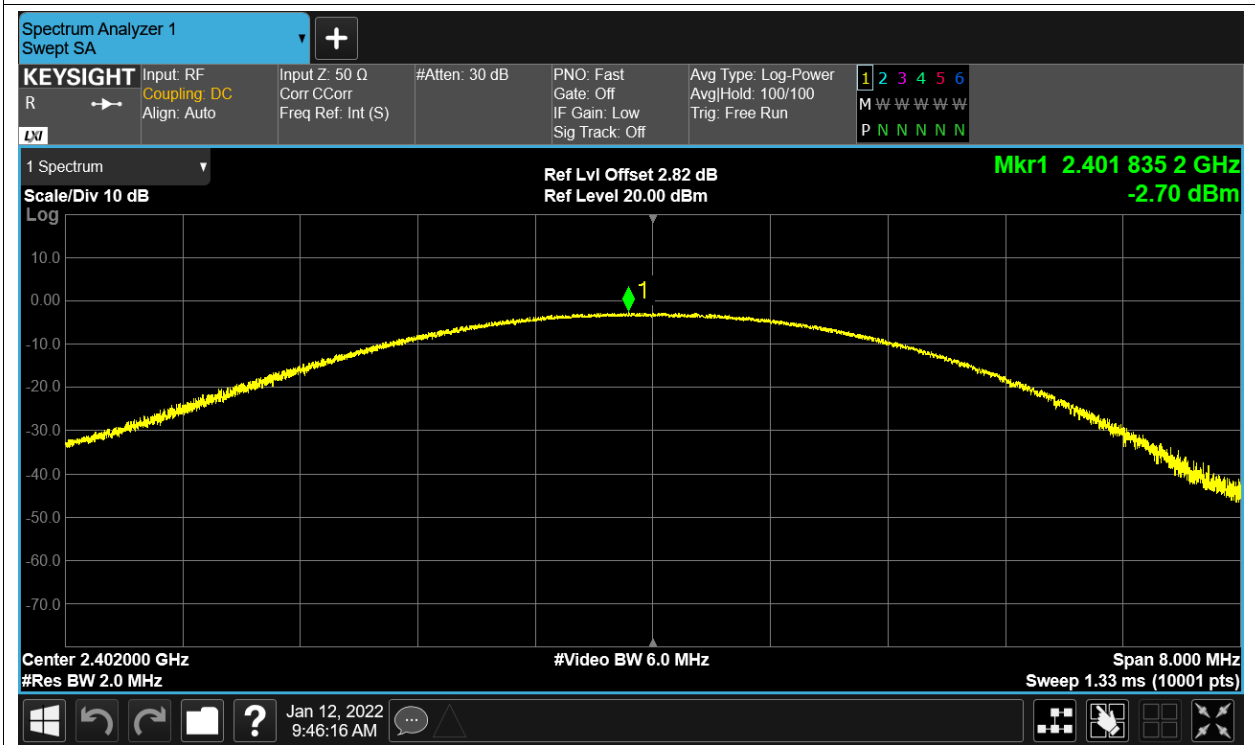 Spectrum Analyzer 1
Swept SA
KEYSIGHT
R
LXI
Input: RF
Coupling: DC
Align: Auto
Input Z: 50 Ω
Corr CCorr
Freq Ref: Int (S)
#Atten: 30 dB
PNO: Fast
Gate: Off
IF Gain: Low
Sig Track: Off
Avg Type: Log-Power
Avg|Hold: 100/100
Trig: Free Run
1 2 3 4 5 6
M W W W W W
P N N N N N
1 Spectrum
Scale/Div 10 dB
Log
Ref Lvl Offset 2.82 dB
Ref Level 20.00 dBm
Mkr1 2.401 835 2 GHz
-2.70 dBm
10.0
0.00
-10.0
-20.0
-30.0
-40.0
-50.0
-60.0
-70.0
1
Center 2.402000 GHz
#Res BW 2.0 MHz
#Video BW 6.0 MHz
Span 8.000 MHz
Sweep 1.33 ms (10001 pts)
?
Jan 12, 2022
9:46:16 AM